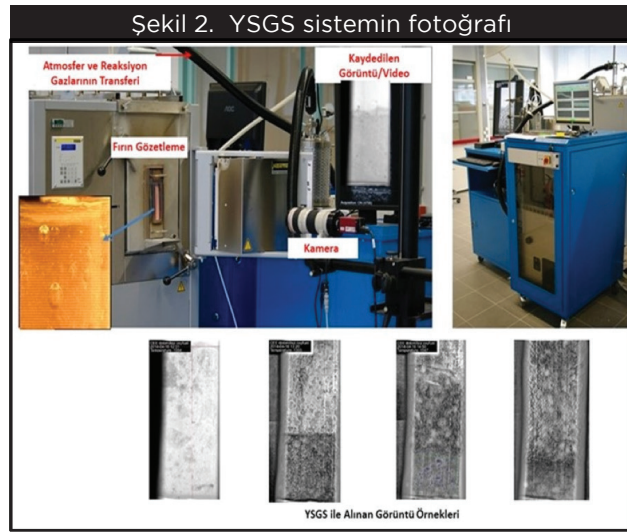 Şekil 2. YSGS sistemin fotoğrafı
Atmosfer ve Reaksiyon
Gazlarının Transferi
Kaydedilen
Görüntü/Video
Fırın Gözetleme
Kamera
YSGS ile Alınan Görüntü Örnekleri